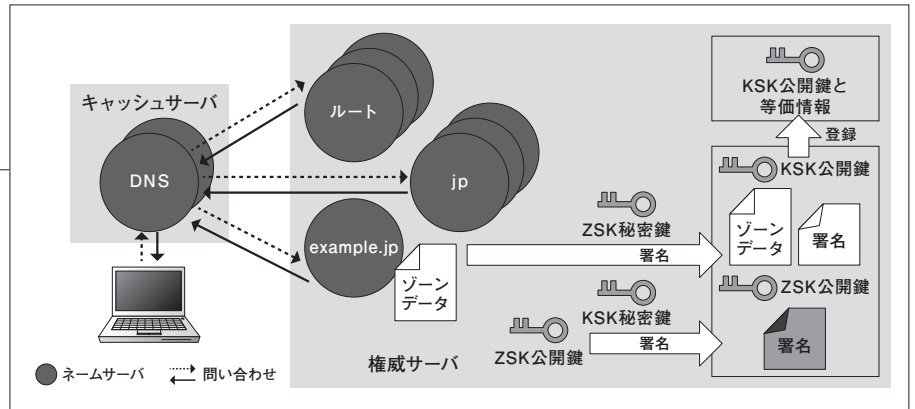 キャッシュサーバ
DNS
ルート
jp
example.jp
ゾーン
データ
権威サーバ
ZSK秘密鍵
署名
KSK秘密鍵
ZSK公開鍵
署名
KSK公開鍵と
等価情報
登録
KSK公開鍵
ゾーン
データ
署名
ZSK公開鍵
署名
ネームサーバ
問い合わせ